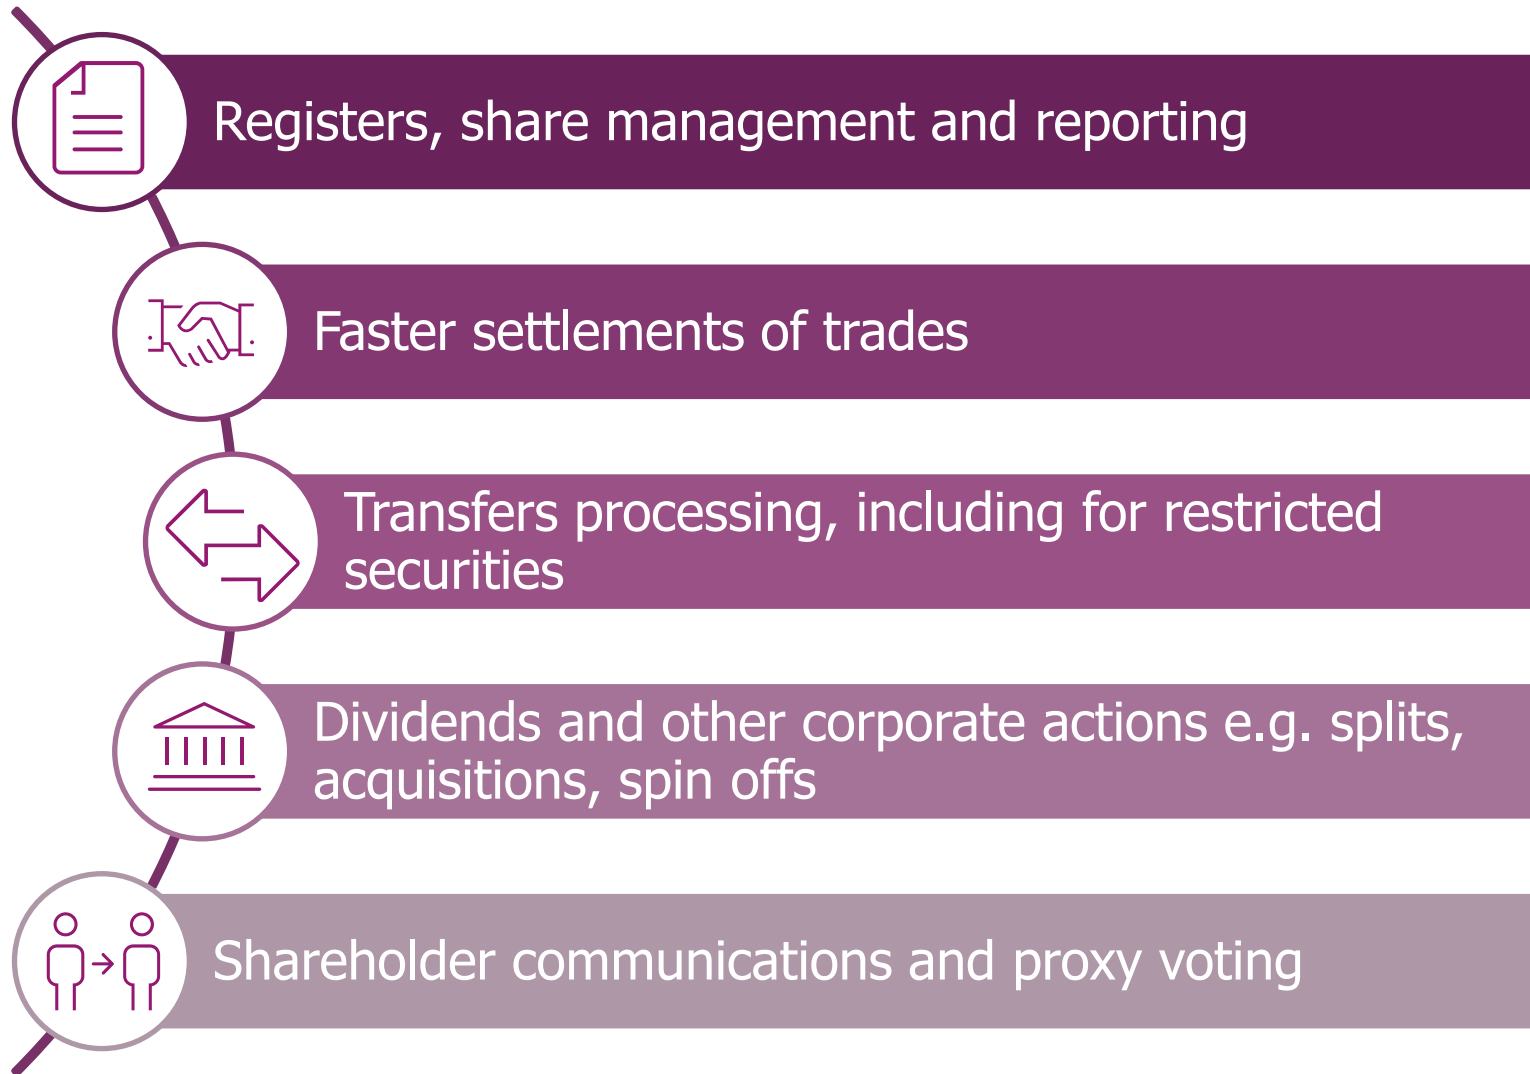 Registers, share management and reporting
Faster settlements of trades
Transfers processing, including for restricted
securities
Dividends and other corporate actions e.g. splits,
acquisitions, spin offs
Shareholder communications and proxy voting